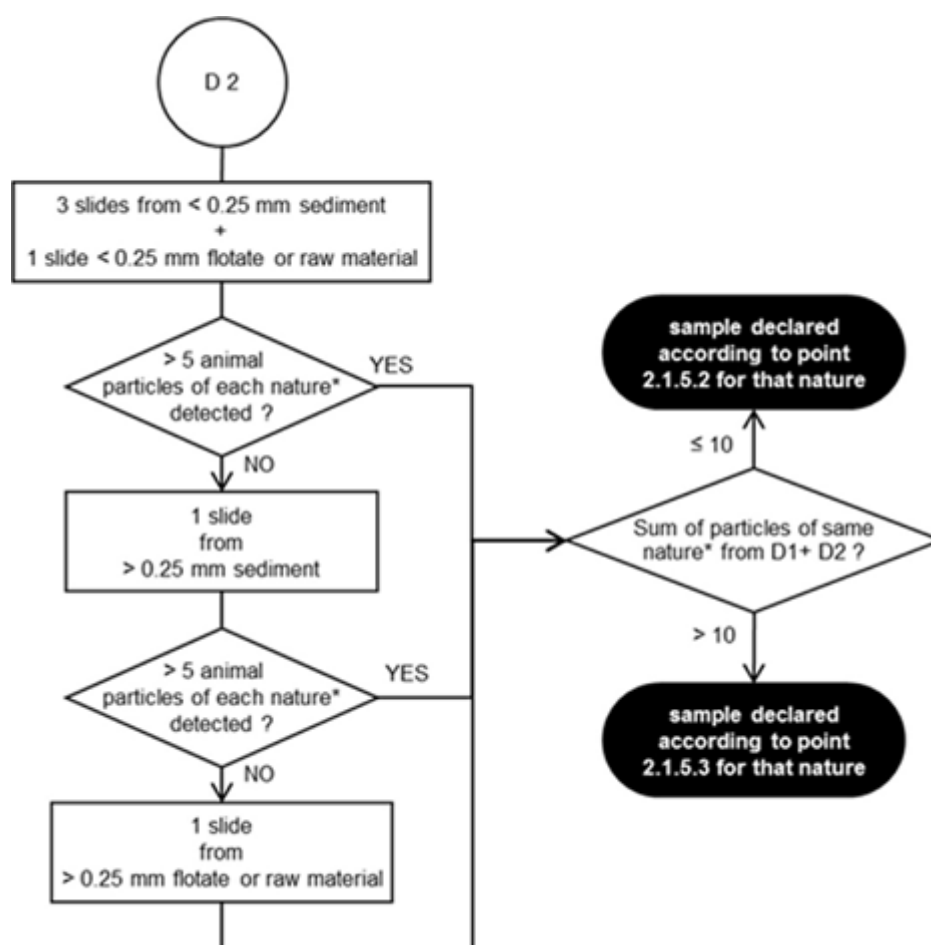 D 2
3 slides from < 0.25 mm sediment
+
1 slide < 0.25 mm flotate or raw material
> 5 animal
particles of each nature*
detected ?
YES
NO
1 slide
from
> 0.25 mm sediment
> 5 animal
particles of each nature*
detected ?
YES
NO
1 slide
from
> 0.25 mm flotate or raw material
sample declared
according to point
2.1.5.2 for that nature
≤ 10
Sum of particles of same
nature* from D1+ D2 ?
> 10
sample declared
according to point
2.1.5.3 for that nature